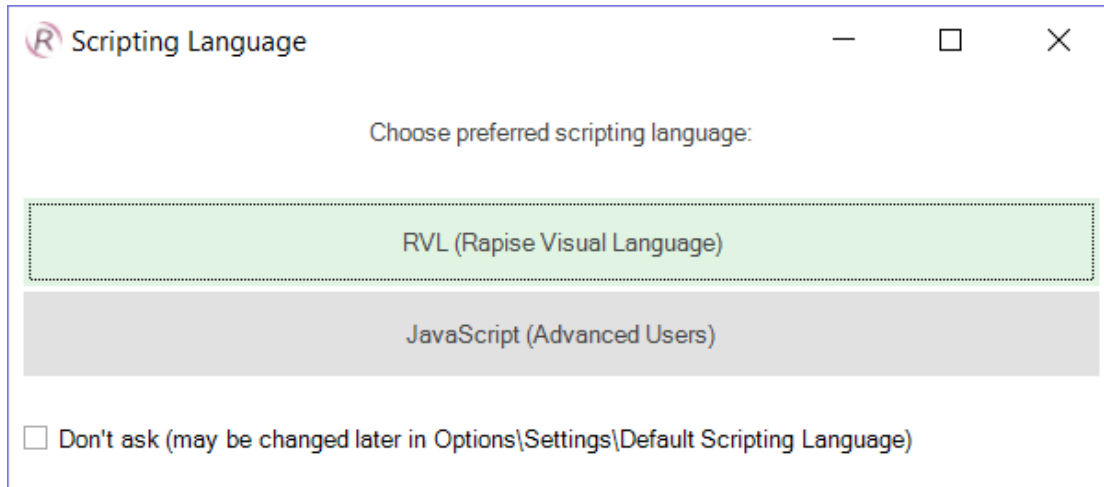 Scripting Language
Choose preferred scripting language:
RVL (Rapise Visual Language)
JavaScript (Advanced Users)
Don't ask (may be changed later in Options\Settings\Default Scripting Language)